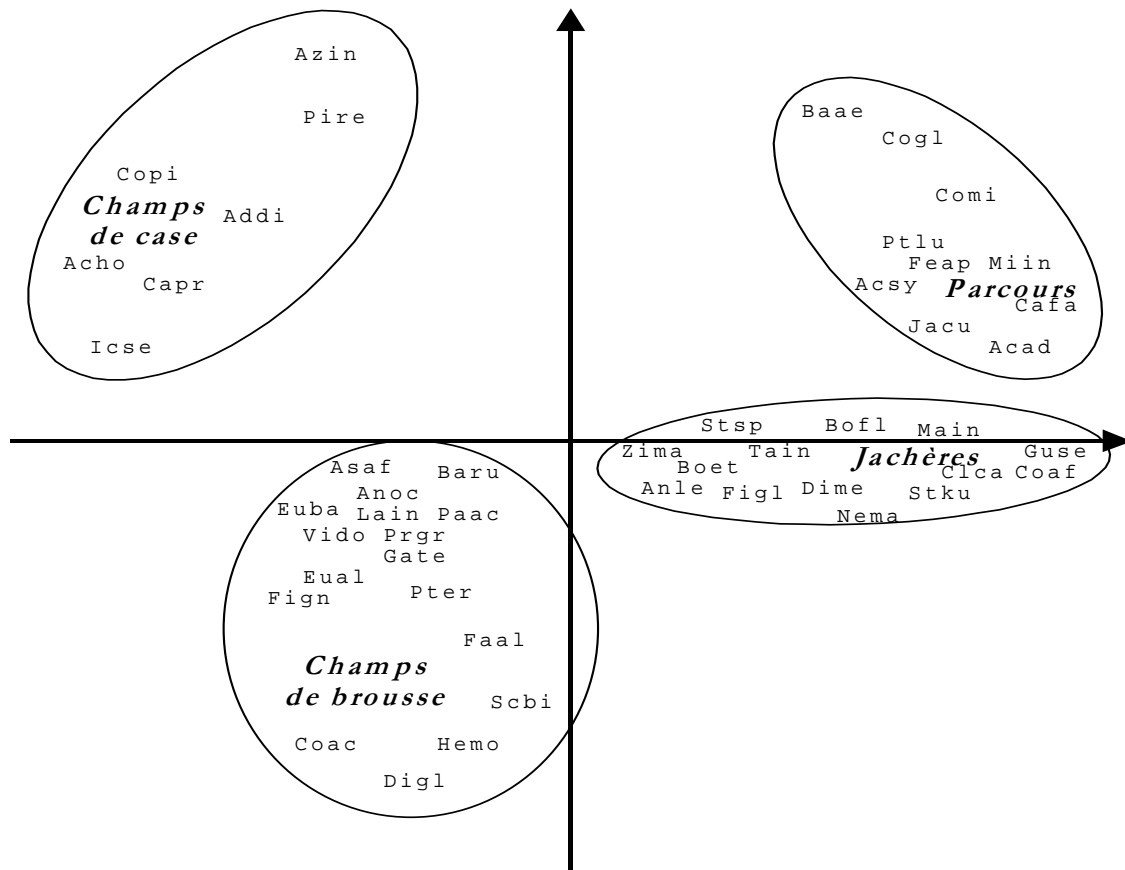 Azin
Pire
Copi
Champs
de case
Addi
Acho
Capr
Icse
Baae
Cogl
Comi
Ptlu
Feap Miin
Acsy
Parcours
Cafa
Jacu
Acad
Stsp Bofl Main
Zima Tain Jachères Guse
Boet Clca Coaf
Anle Figl Dime Stku
Nema
Asaf Baru
Anoc
Euba Lain Paac
Vido Prgr
Gate
Eual
Fign Pter
Faal
Champs
de brousse
Scbi
Coac Hemo
Digl